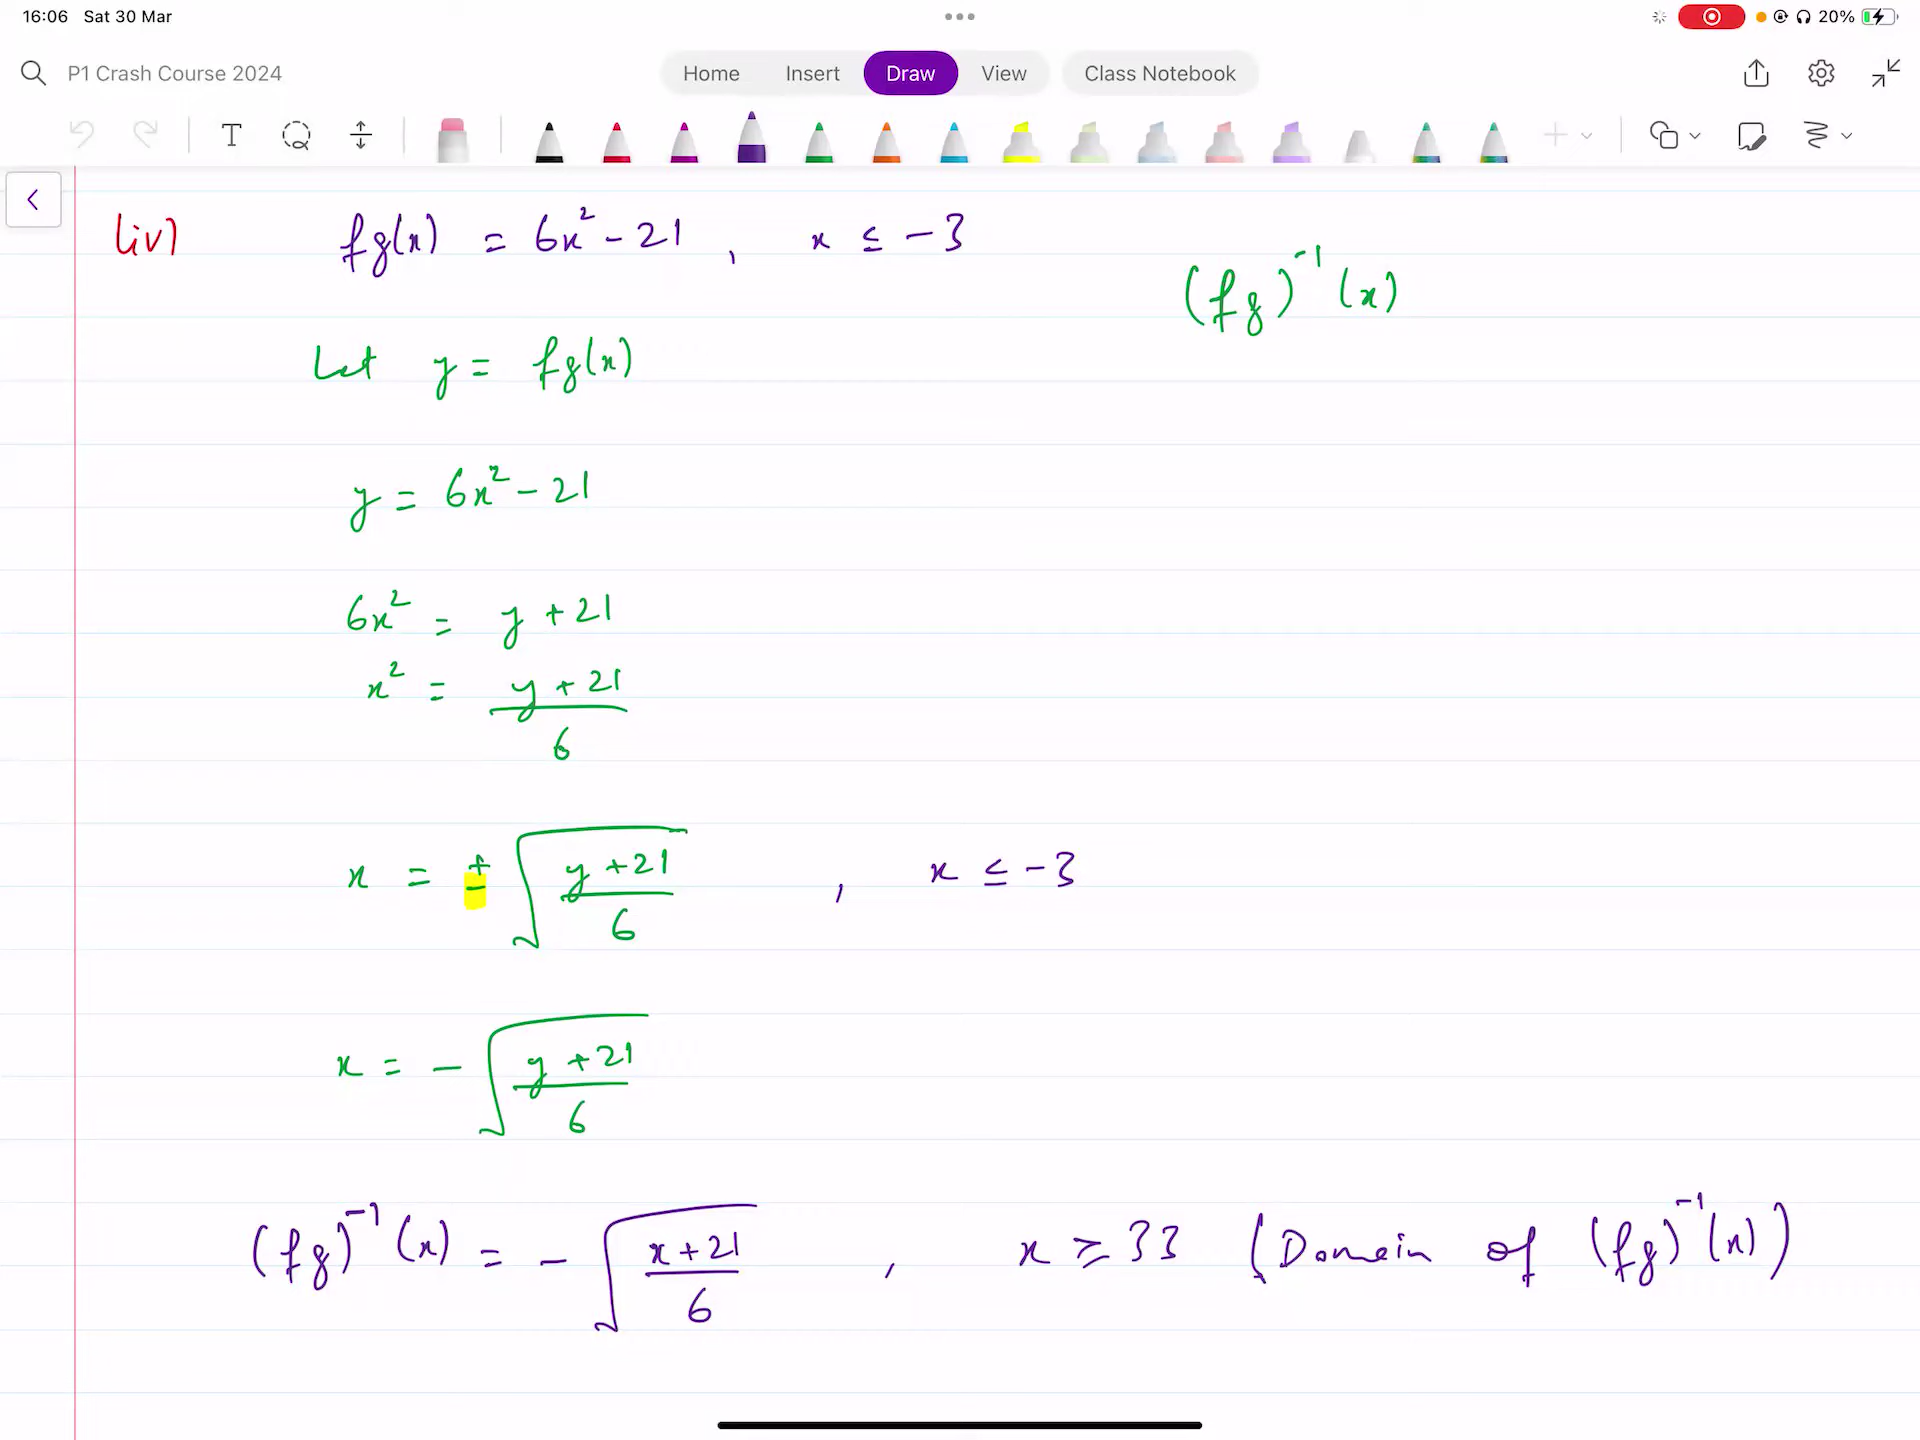 16:06 Sat 30 Mar 20%
P1 Crash Course 2024 Home Insert Draw View Class Notebook
T
(iv) fg(x) = 6x² - 21 , x ≤ -3
(fg)⁻¹(x)
Let y = fg(x)
y = 6x² - 21
6x² = y + 21
x² = (y + 21)/6
x = ± √((y + 21)/6) , x ≤ -3
x = - √((y + 21)/6)
(fg)⁻¹(x) = - √((x + 21)/6) , x ≥ 33 (Domain of (fg)⁻¹(x))